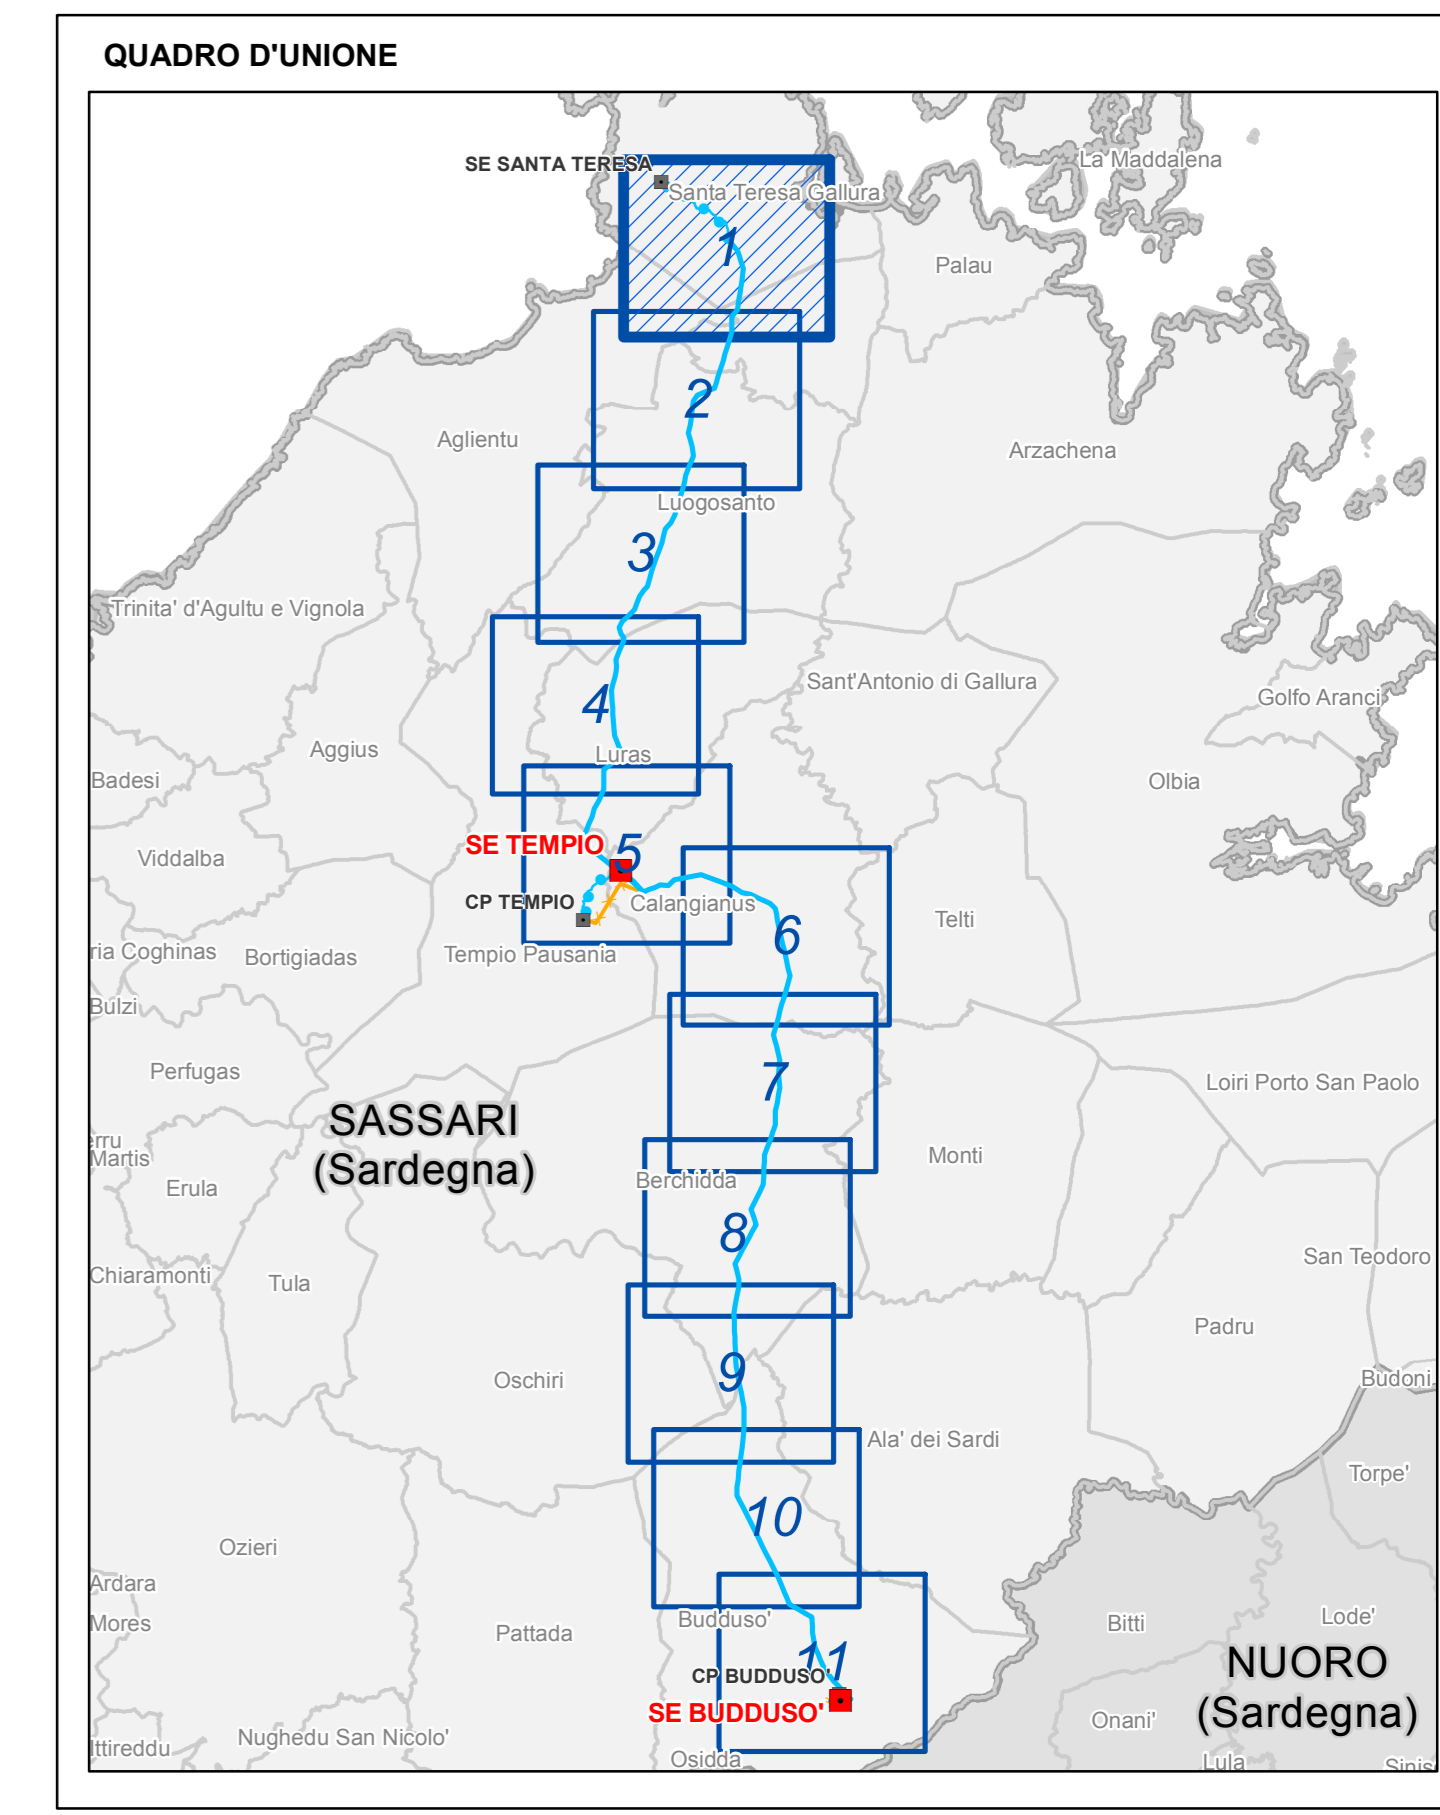 QUADRO D'UNIONE
La Maddalena
SE SANTA TERESA
Santa Teresa Gallura
1
Palau
2
Aglientu
Arzachena
Luogosanto
3
Trinita' d'Agultu e Vignola
Sant'Antonio di Gallura
Golfo Aranci
4
Aggius
Luras
Badesi
Olbia
SE TEMPIO
5
Viddalba
CP TEMPIO
Calangianus
Telti
6
ria Coghinas
Bortigiadas
Tempio Pausania
Bulzi
Perfugas
7
Loiri Porto San Paolo
SASSARI
(Sardegna)
erru
Martis
Monti
Erula
Berchidda
8
San Teodoro
Chiaramonti
Tula
Padru
9
Oschiri
Budoni
Ala' dei Sardi
Torpe'
10
Ozieri
Ardara
Mores
Budduso'
Bitti
Lode'
Pattada
11
NUORO
(Sardegna)
CP BUDDUSO'
SE BUDDUSO'
Onani'
Nughedu San Nicolo'
Ittireddu
Osidda
Lula
Sinis